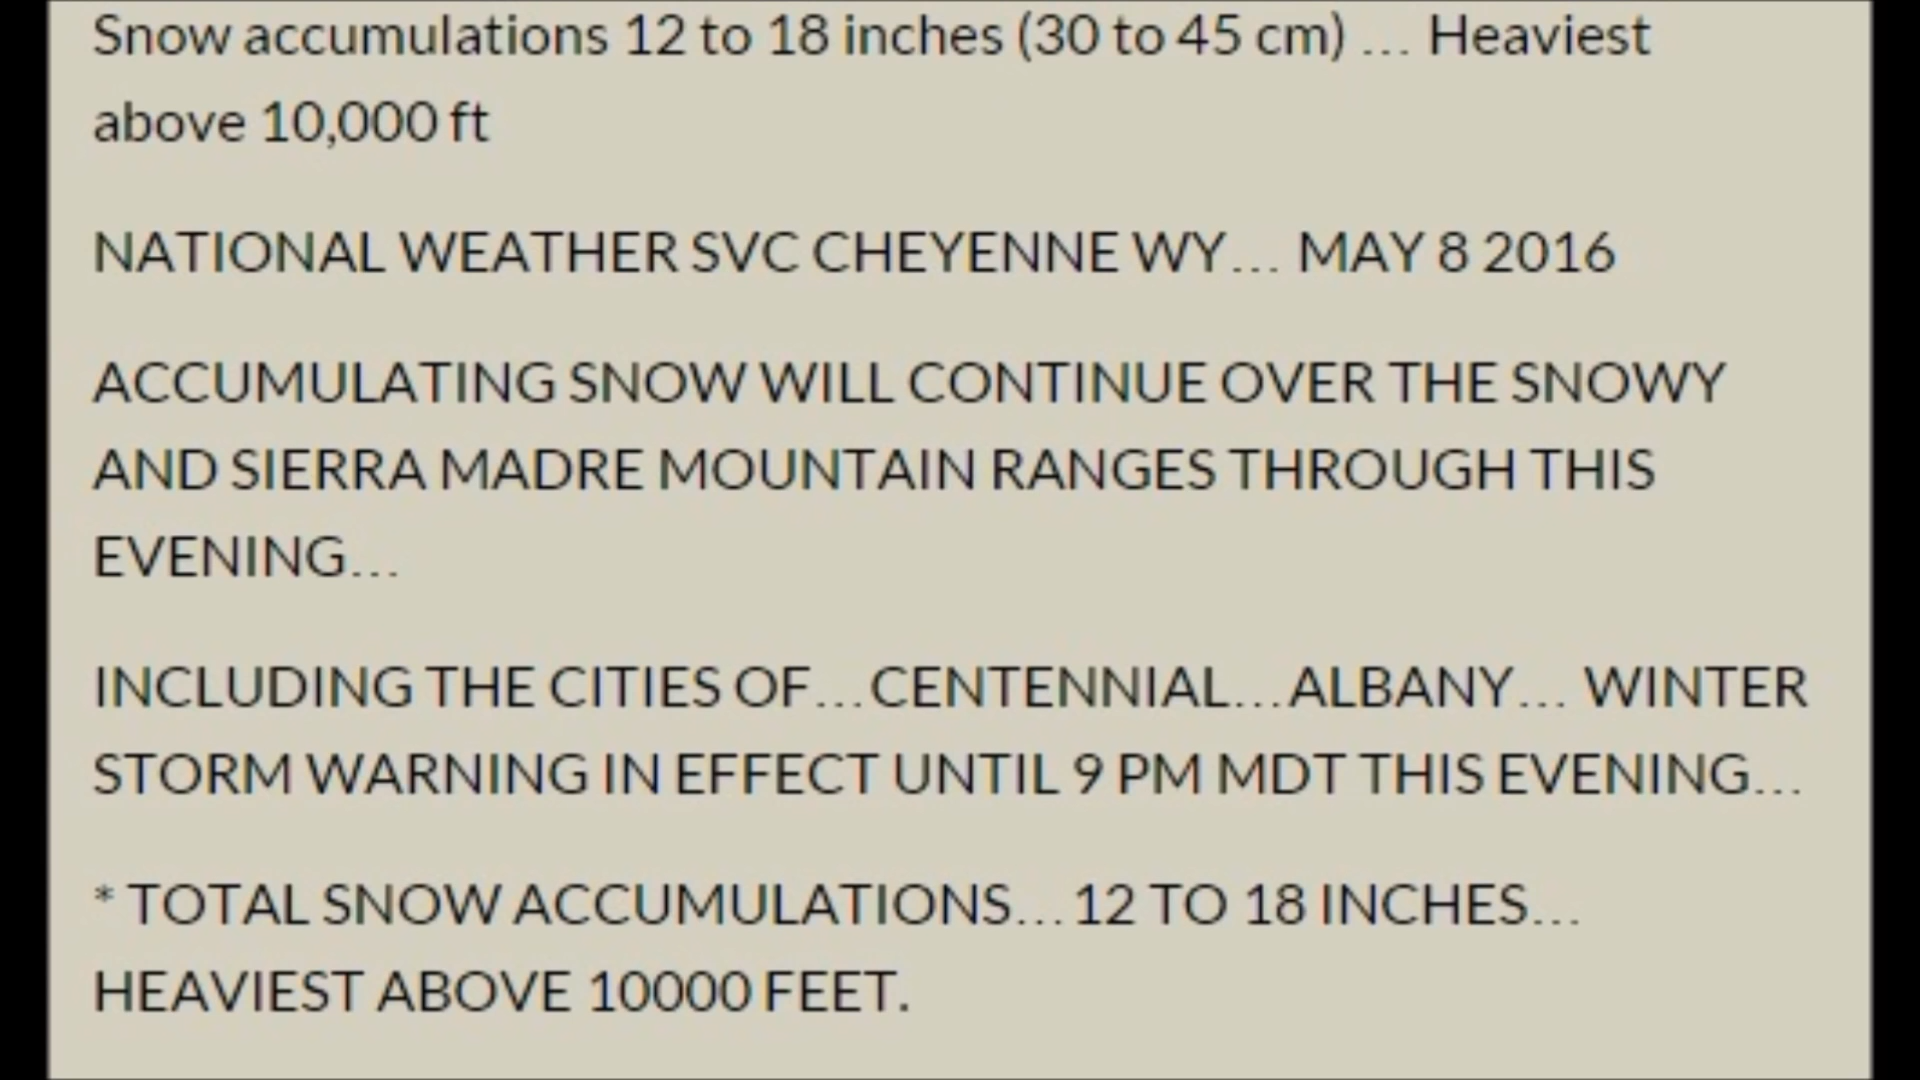 Snow accumulations 12 to 18 inches (30 to 45 cm) … Heaviest
above 10,000 ft
NATIONAL WEATHER SVC CHEYENNE WY… MAY 8 2016
ACCUMULATING SNOW WILL CONTINUE OVER THE SNOWY
AND SIERRA MADRE MOUNTAIN RANGES THROUGH THIS
EVENING…
INCLUDING THE CITIES OF…CENTENNIAL…ALBANY… WINTER
STORM WARNING IN EFFECT UNTIL 9 PM MDT THIS EVENING…
* TOTAL SNOW ACCUMULATIONS…12 TO 18 INCHES…
HEAVIEST ABOVE 10000 FEET.